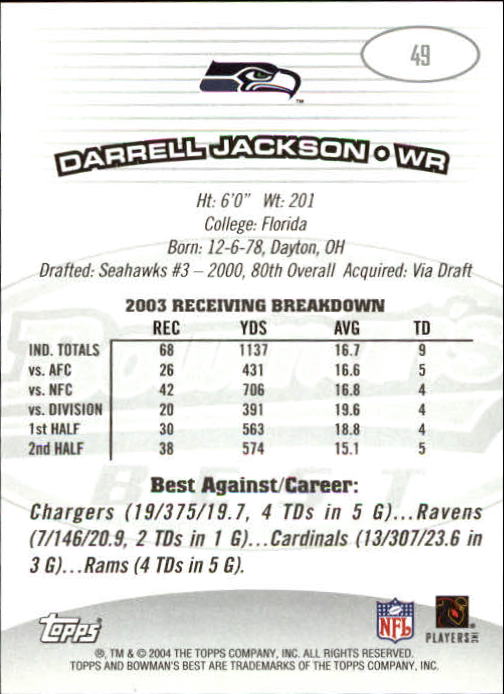 49
DARRELL JACKSON • WR
Ht: 6'0" Wt: 201
College: Florida
Born: 12-6-78, Dayton, OH
Drafted: Seahawks #3 – 2000, 80th Overall Acquired: Via Draft
2003 RECEIVING BREAKDOWN
REC YDS AVG TD
IND. TOTALS 68 1137 16.7 9
vs. AFC 26 431 16.6 5
vs. NFC 42 706 16.8 4
vs. DIVISION 20 391 19.6 4
1st HALF 30 563 18.8 4
2nd HALF 38 574 15.1 5
Best Against/Career:
Chargers (19/375/19.7, 4 TDs in 5 G)...Ravens
(7/146/20.9, 2 TDs in 1 G)...Cardinals (13/307/23.6 in
3 G)...Rams (4 TDs in 5 G).
BOWMAN'S
BEST
Topps
NFL
PLAYERS INC
®, TM & © 2004 THE TOPPS COMPANY, INC. ALL RIGHTS RESERVED.
TOPPS AND BOWMAN'S BEST ARE TRADEMARKS OF THE TOPPS COMPANY, INC.